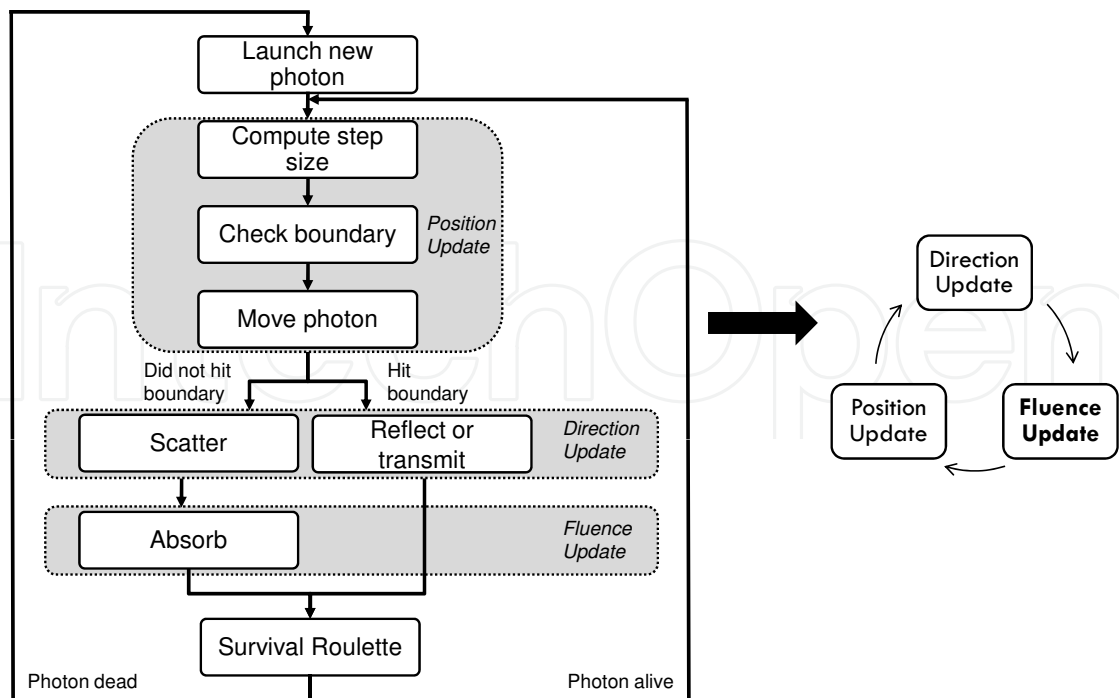 Launch new
photon
Compute step
size
Check boundary
Position
Update
Move photon
Did not hit
boundary
Hit
boundary
Scatter
Reflect or
transmit
Direction
Update
Absorb
Fluence
Update
Survival Roulette
Photon dead
Photon alive
Direction
Update
Position
Update
Fluence
Update
InTechOpen